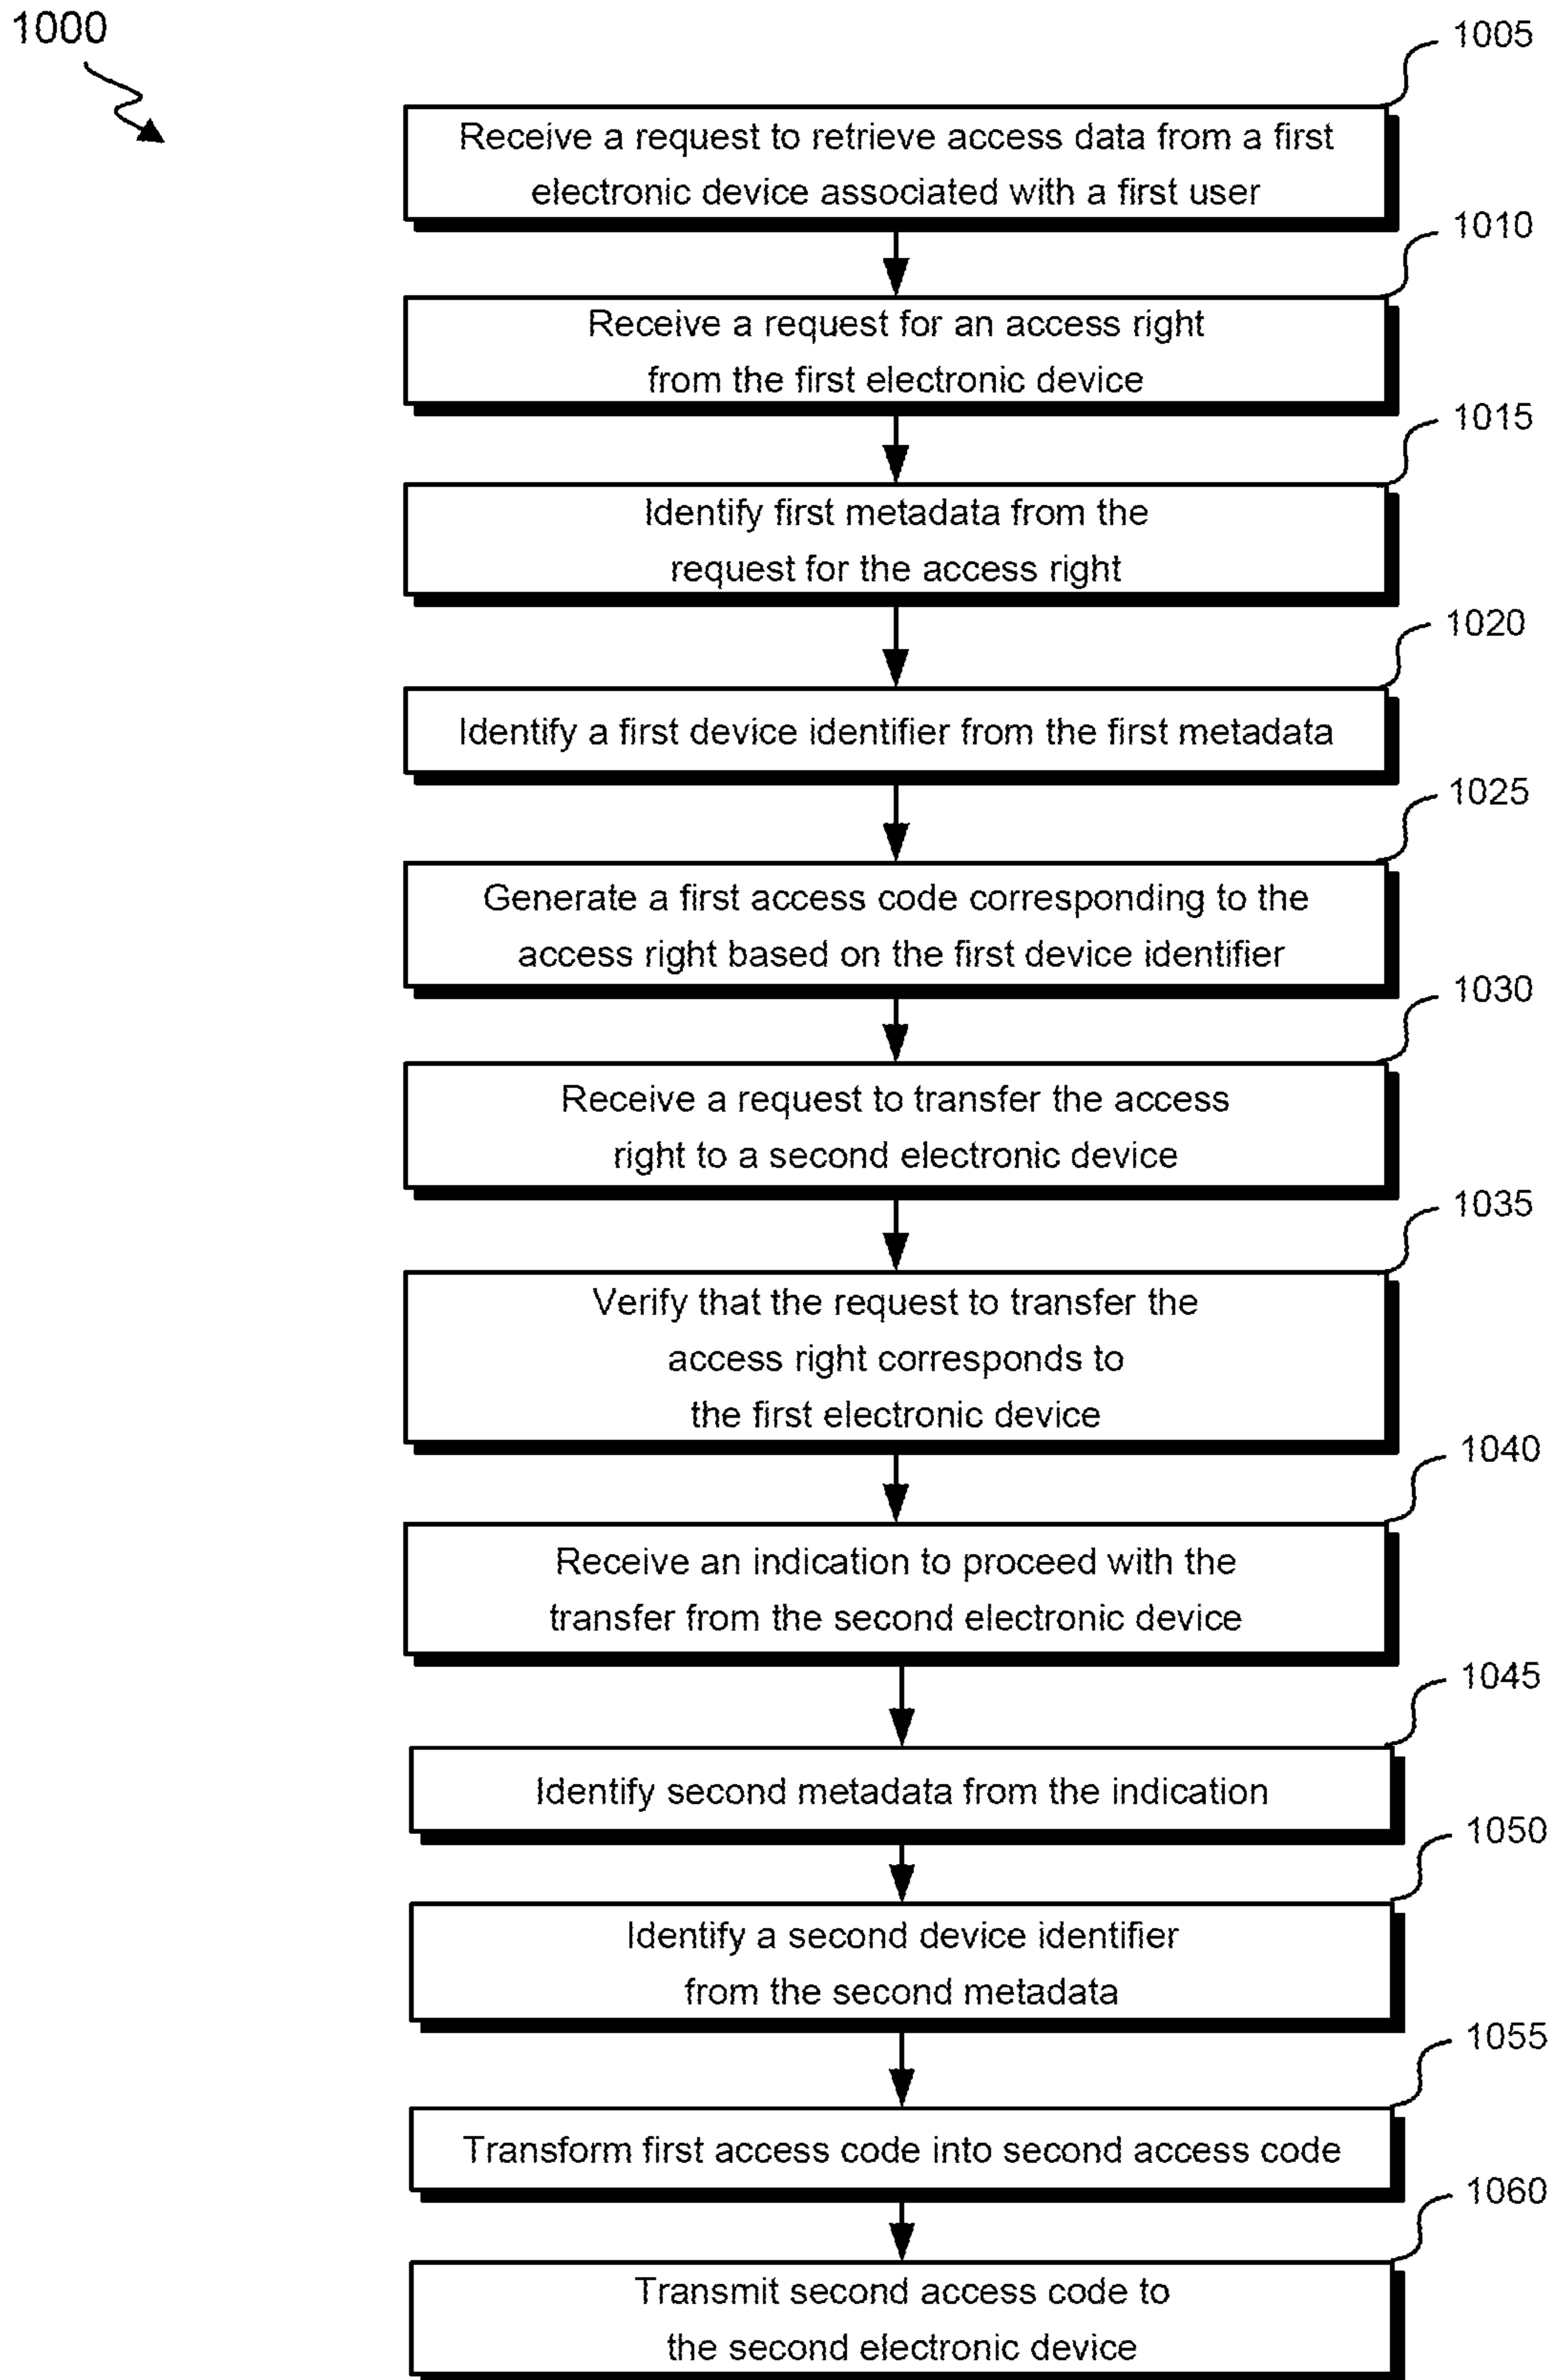 1000
1005
Receive a request to retrieve access data from a first
electronic device associated with a first user
1010
Receive a request for an access right
from the first electronic device
1015
Identify first metadata from the
request for the access right
1020
Identify a first device identifier from the first metadata
1025
Generate a first access code corresponding to the
access right based on the first device identifier
1030
Receive a request to transfer the access
right to a second electronic device
1035
Verify that the request to transfer the
access right corresponds to
the first electronic device
1040
Receive an indication to proceed with the
transfer from the second electronic device
1045
Identify second metadata from the indication
1050
Identify a second device identifier
from the second metadata
1055
Transform first access code into second access code
1060
Transmit second access code to
the second electronic device